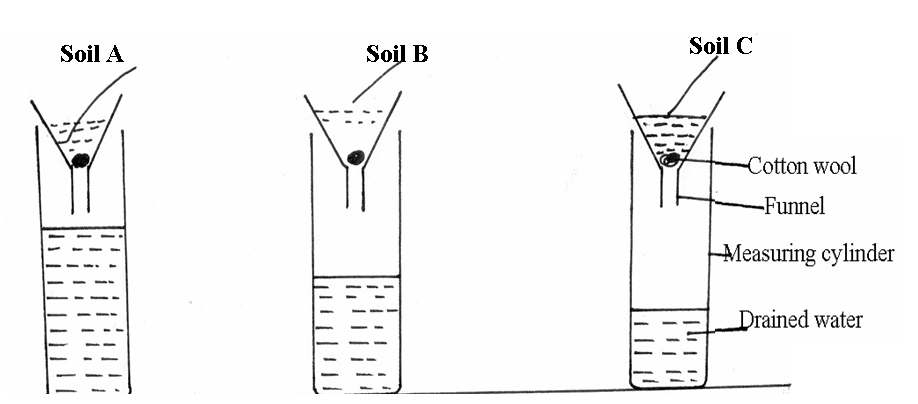 Soil A
Soil B
Soil C
Cotton wool
Funnel
Measuring cylinder
Drained water